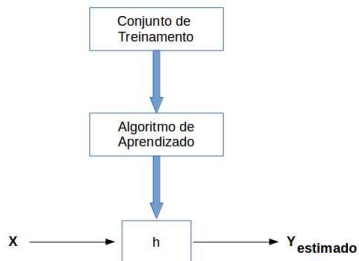 Conjunto de
Treinamento
Algoritmo de
Aprendizado
X
h
Y estimado